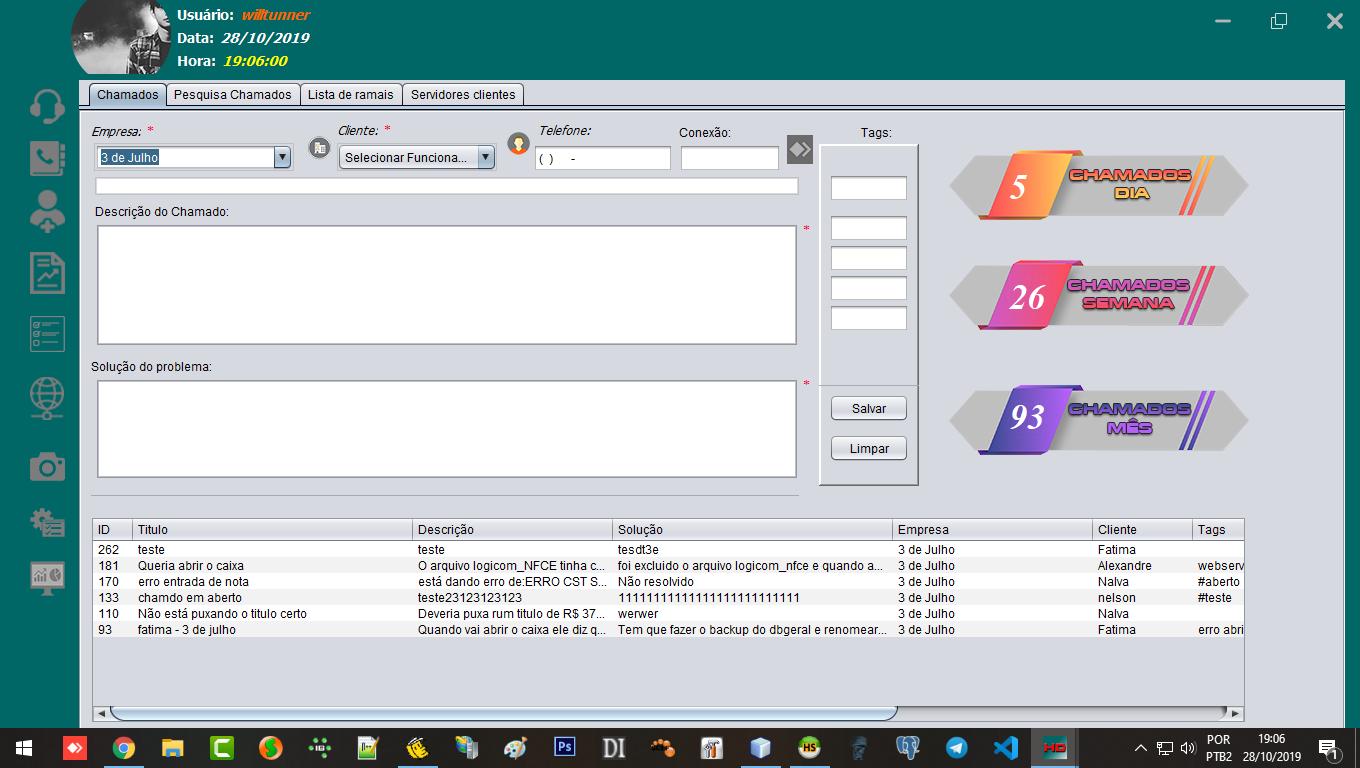 Usuário: willtunner
Data: 28/10/2019
Hora: 19:06:00
Chamados Pesquisa Chamados Lista de ramais Servidores clientes
Empresa: * Cliente: * Telefone: Conexão: Tags:
3 de Julho Selecionar Funciona... ( ) -
5 CHAMADOS DIA
Descrição do Chamado:
*
26 CHAMADOS SEMANA
Solução do problema:
*
Salvar
Limpar
93 CHAMADOS MÊS
ID Titulo Descrição Solução Empresa Cliente Tags
262 teste teste tesdt3e 3 de Julho Fatima
181 Queria abrir o caixa O arquivo logicom_NFCE tinha c... foi excluido o arquivo logicom_nfce e quando a... 3 de Julho Alexandre webserv
170 erro entrada de nota está dando erro de:ERRO CST S... Não resolvido 3 de Julho Nalva #aberto
133 chamdo em aberto teste23123123123 3 de Julho nelson #teste
110 Não está puxando o titulo certo Deveria puxa rum titulo de R$ 37... werwer 3 de Julho Nalva
93 fatima - 3 de julho Quando vai abrir o caixa ele diz q... Tem que fazer o backup do dbgeral e renomear... 3 de Julho Fatima erro abri
Ps DI HS HD
POR 19:06
PTB2 28/10/2019 1